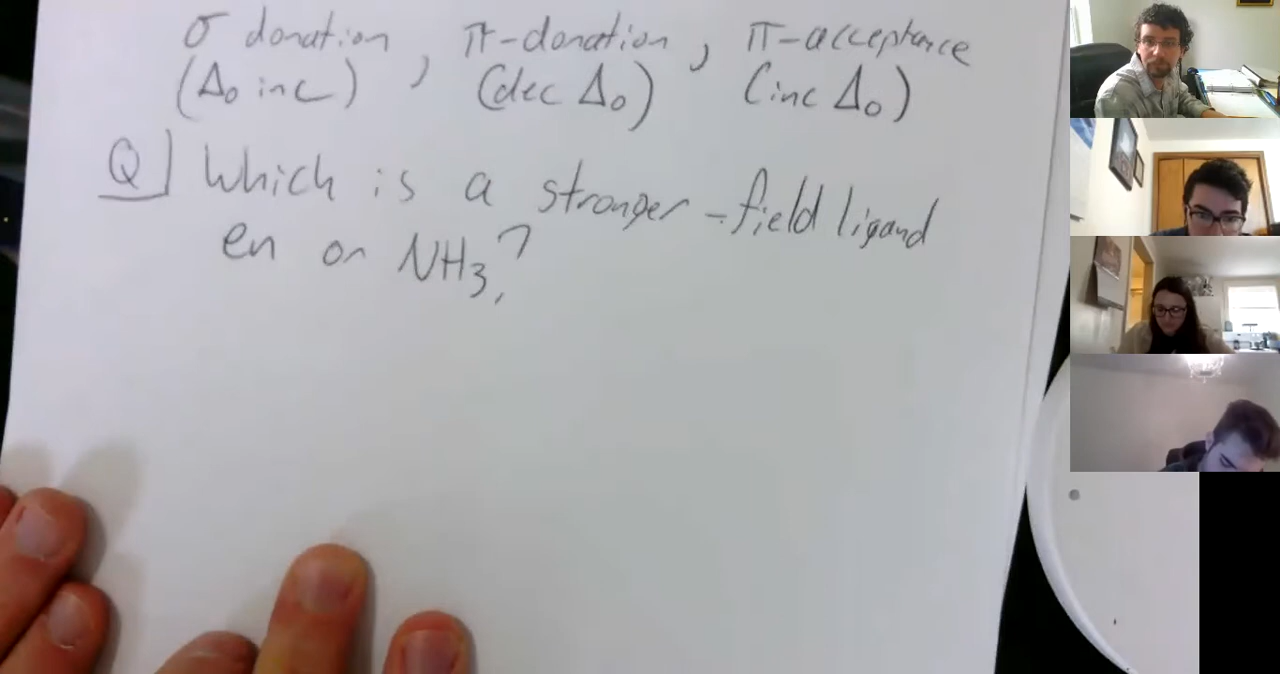 σ donation , π-donation , π-acceptance
(Δo inc) (dec Δo) (inc Δo)
Q] Which is a stronger-field ligand
en or NH3?